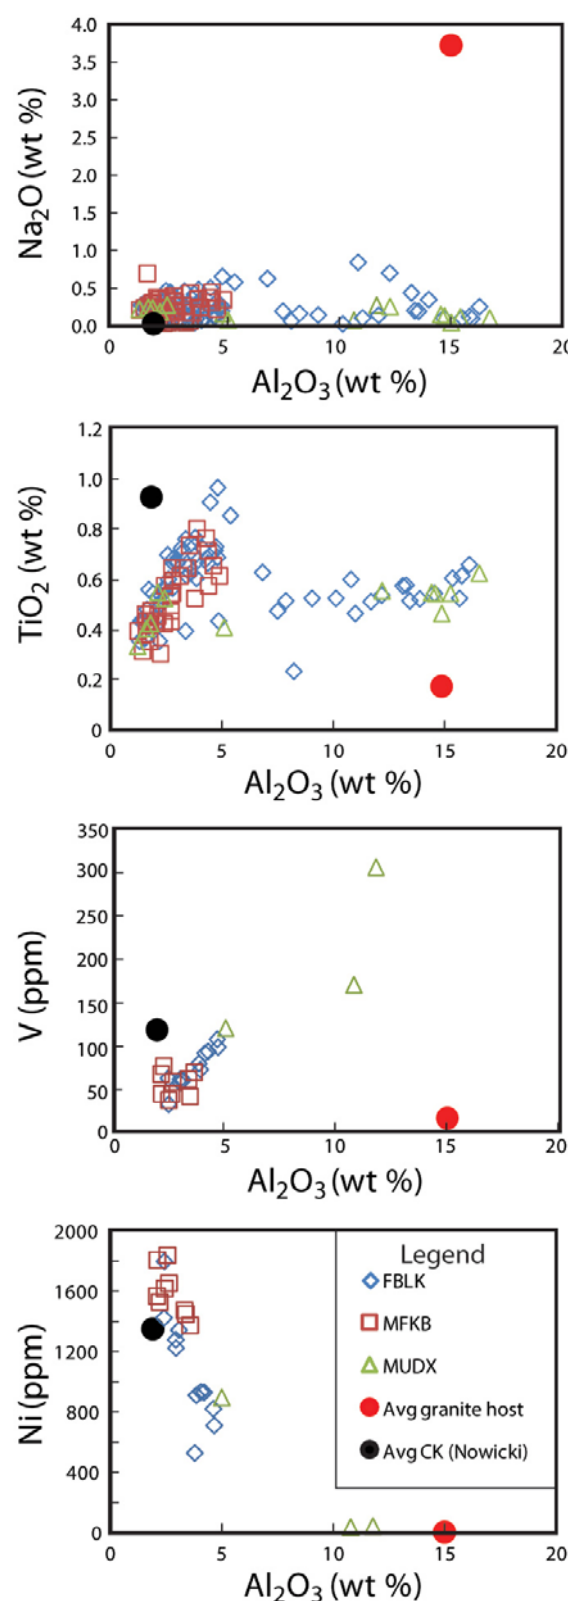 4.0
3.5
3.0
2.5
2.0
1.5
1.0
0.5
0.0
Na₂O (wt %)
0 5 10 15 20
Al₂O₃ (wt %)
1.2
1.0
0.8
0.6
0.4
0.2
0
TiO₂ (wt %)
0 5 10 15 20
Al₂O₃ (wt %)
350
300
250
200
150
100
50
0
V (ppm)
0 5 10 15 20
Al₂O₃ (wt %)
2000
1600
1200
800
400
0
Ni (ppm)
Legend
FBLK
MFKB
MUDX
Avg granite host
Avg CK (Nowicki)
0 5 10 15 20
Al₂O₃ (wt %)